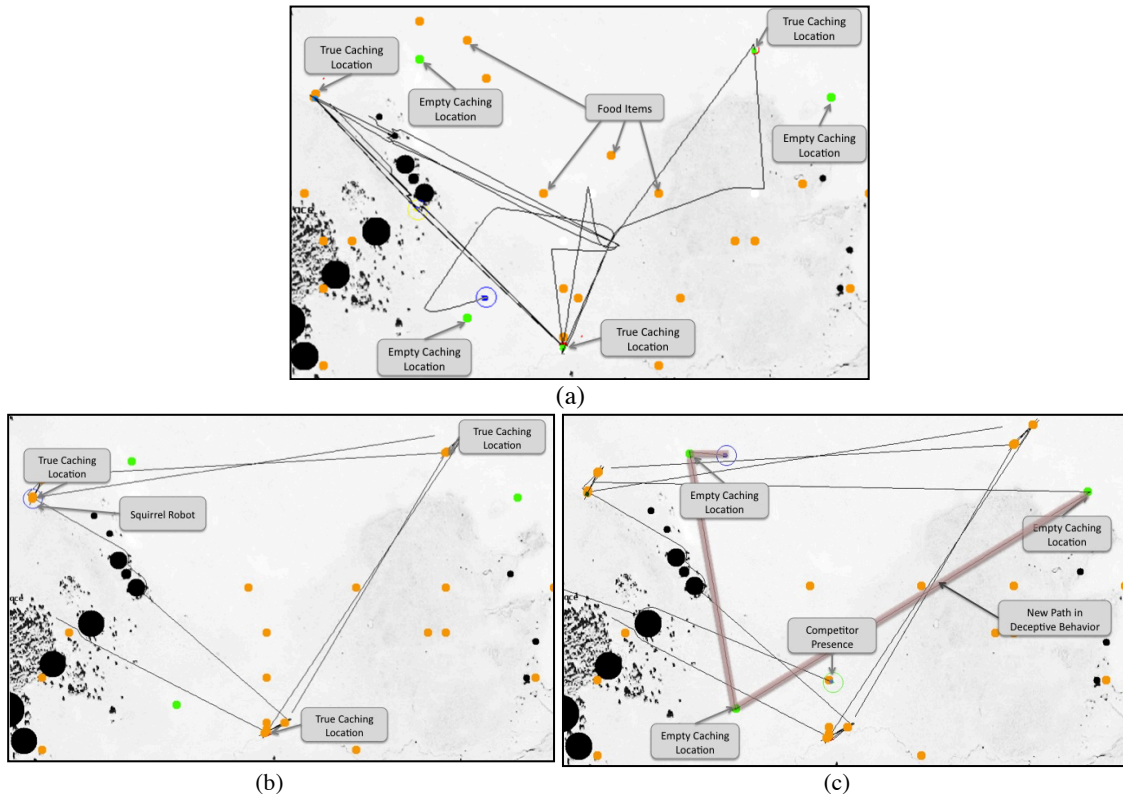 True Caching
Location
True Caching
Location
Empty Caching
Location
Food Items
Empty Caching
Location
Empty Caching
Location
True Caching
Location
(a)
True Caching
Location
True Caching
Location
Squirrel Robot
True Caching
Location
(b)
Empty Caching
Location
Empty Caching
Location
New Path in
Deceptive Behavior
Competitor
Presence
Empty Caching
Location
(c)